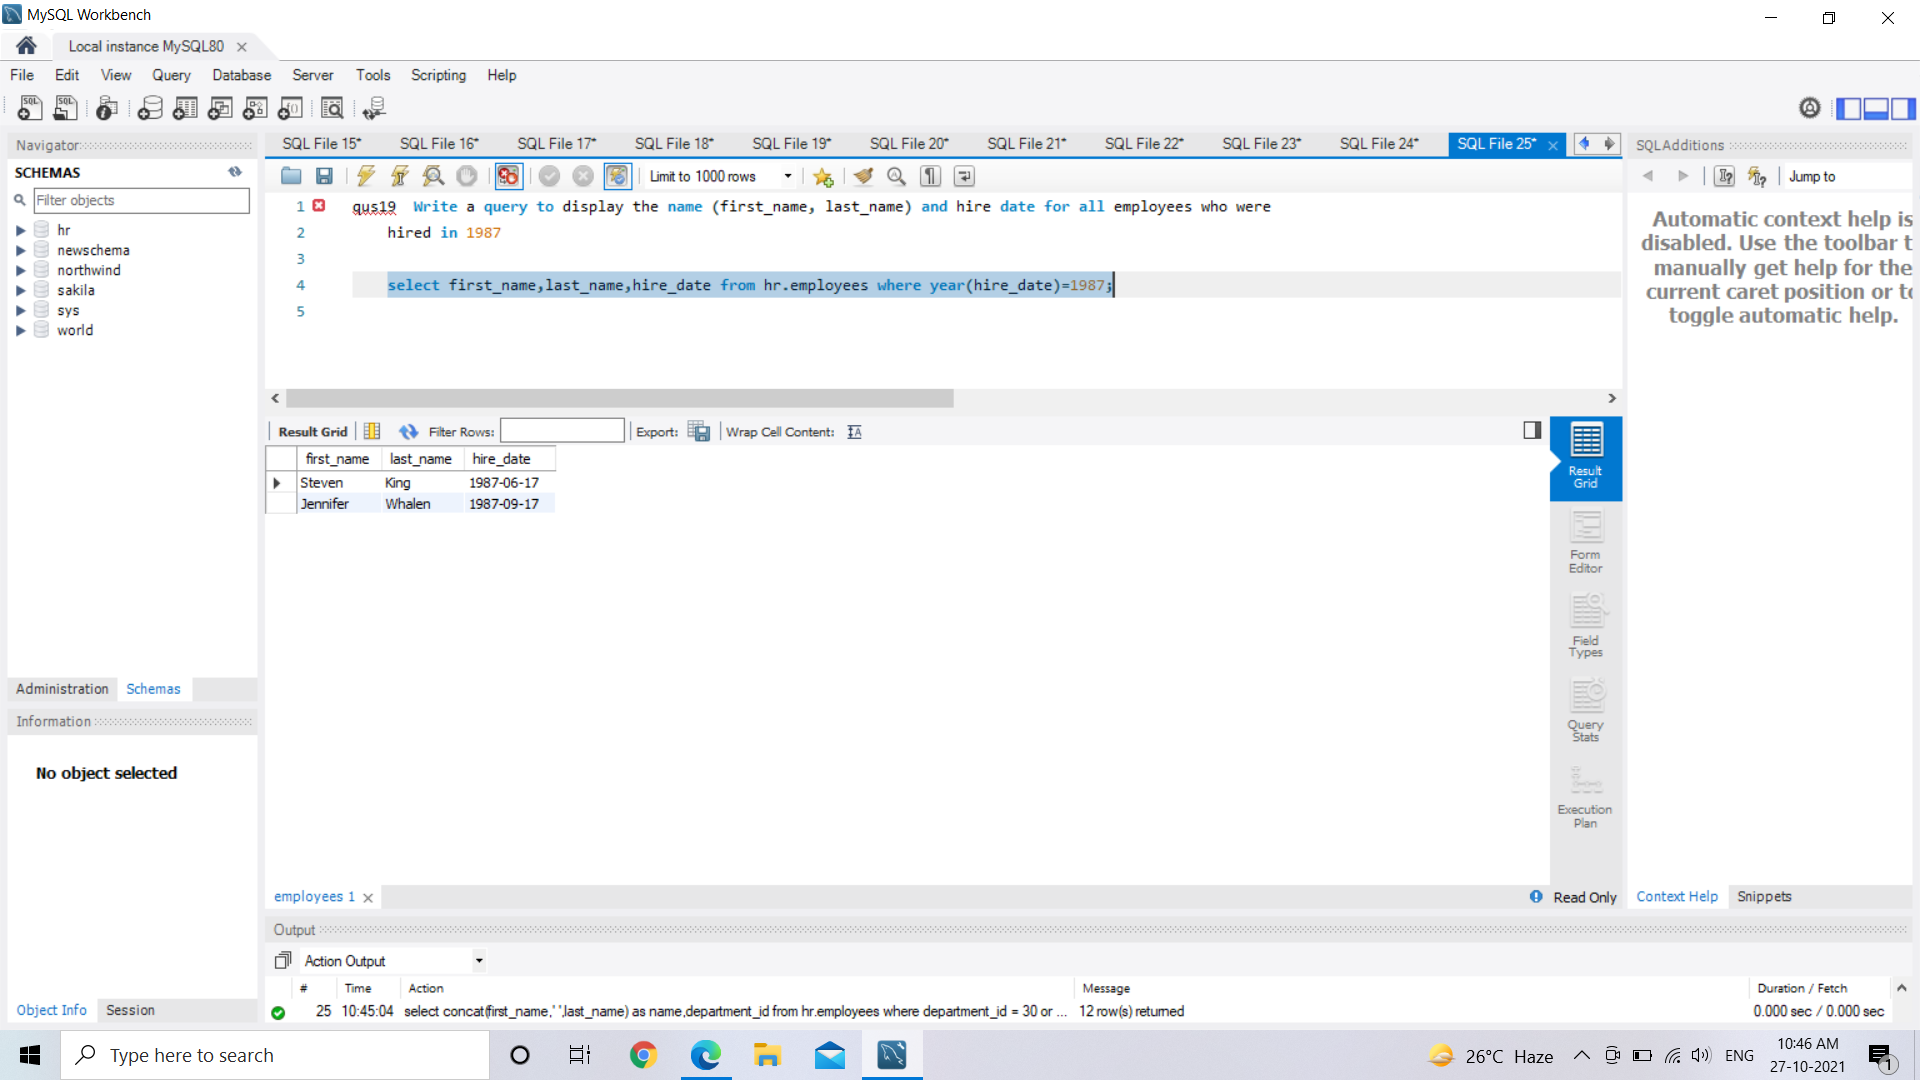 MySQL Workbench
Local instance MySQL80
File Edit View Query Database Server Tools Scripting Help
Navigator
SCHEMAS
Filter objects
hr
newschema
northwind
sakila
sys
world
Administration Schemas
Information
No object selected
Object Info Session
SQL File 15* SQL File 16* SQL File 17* SQL File 18* SQL File 19* SQL File 20* SQL File 21* SQL File 22* SQL File 23* SQL File 24* SQL File 25*
Limit to 1000 rows
1 qus19 Write a query to display the name (first_name, last_name) and hire date for all employees who were
2 hired in 1987
3
4 select first_name,last_name,hire_date from hr.employees where year(hire_date)=1987;
5
Result Grid Filter Rows: Export: Wrap Cell Content:
first_name last_name hire_date
Steven King 1987-06-17
Jennifer Whalen 1987-09-17
Result
Grid
Form
Editor
Field
Types
Query
Stats
Execution
Plan
employees 1
Read Only
SQLAdditions
Jump to
Automatic context help is
disabled. Use the toolbar t
manually get help for the
current caret position or to
toggle automatic help.
Context Help Snippets
Output
Action Output
# Time Action Message Duration / Fetch
25 10:45:04 select concat(first_name,' ',last_name) as name,department_id from hr.employees where department_id = 30 or ... 12 row(s) returned 0.000 sec / 0.000 sec
Type here to search
26°C Haze
ENG
10:46 AM
27-10-2021
1